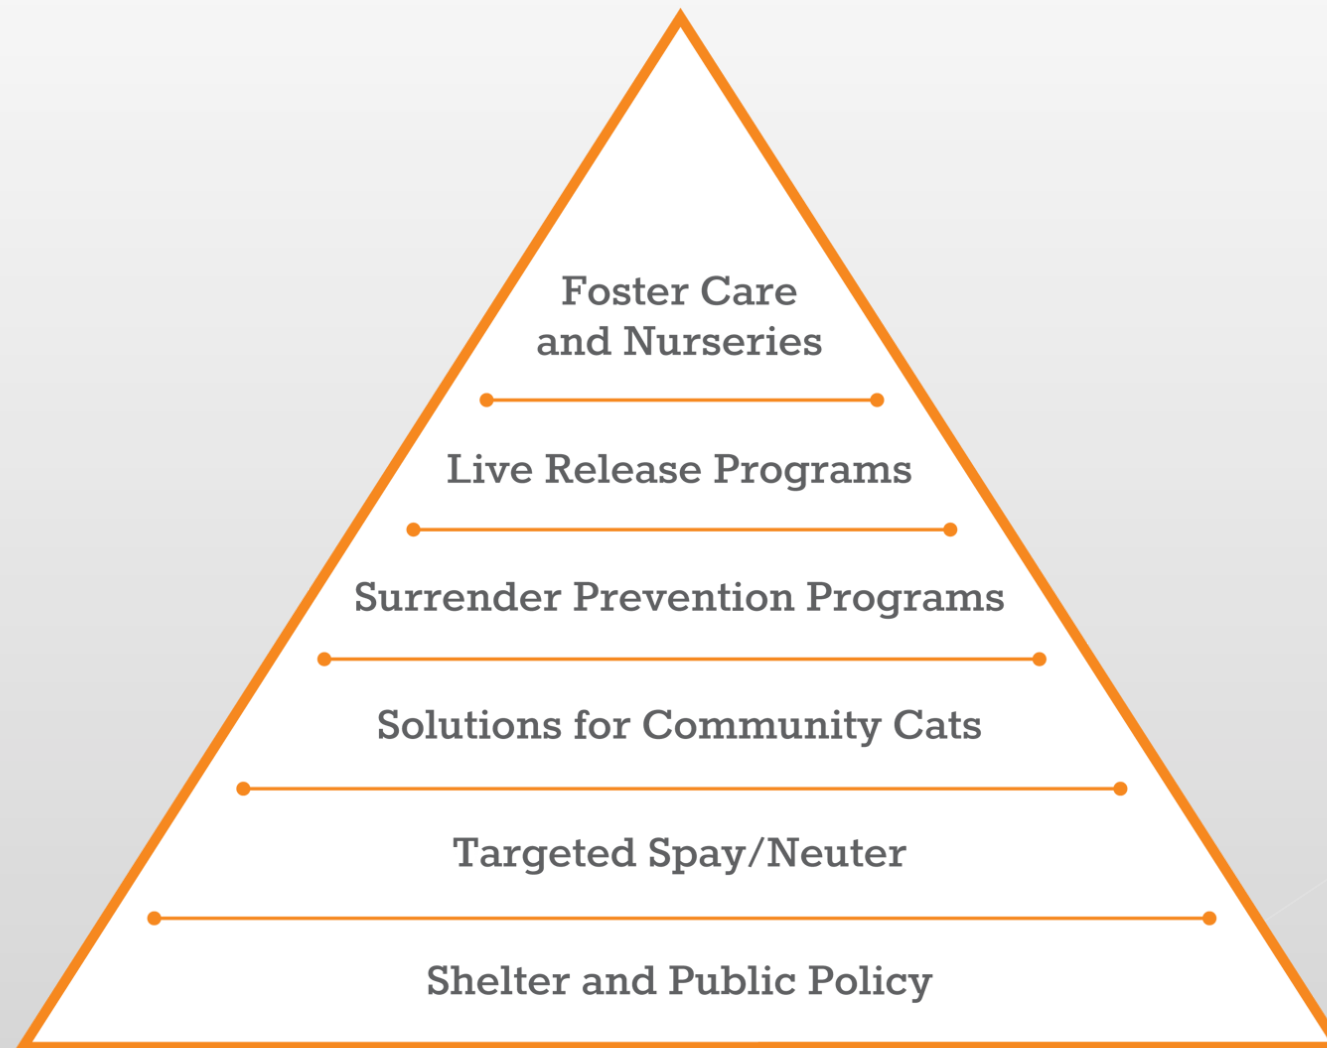 Foster Care
and Nurseries
Live Release Programs
Surrender Prevention Programs
Solutions for Community Cats
Targeted Spay/Neuter
Shelter and Public Policy